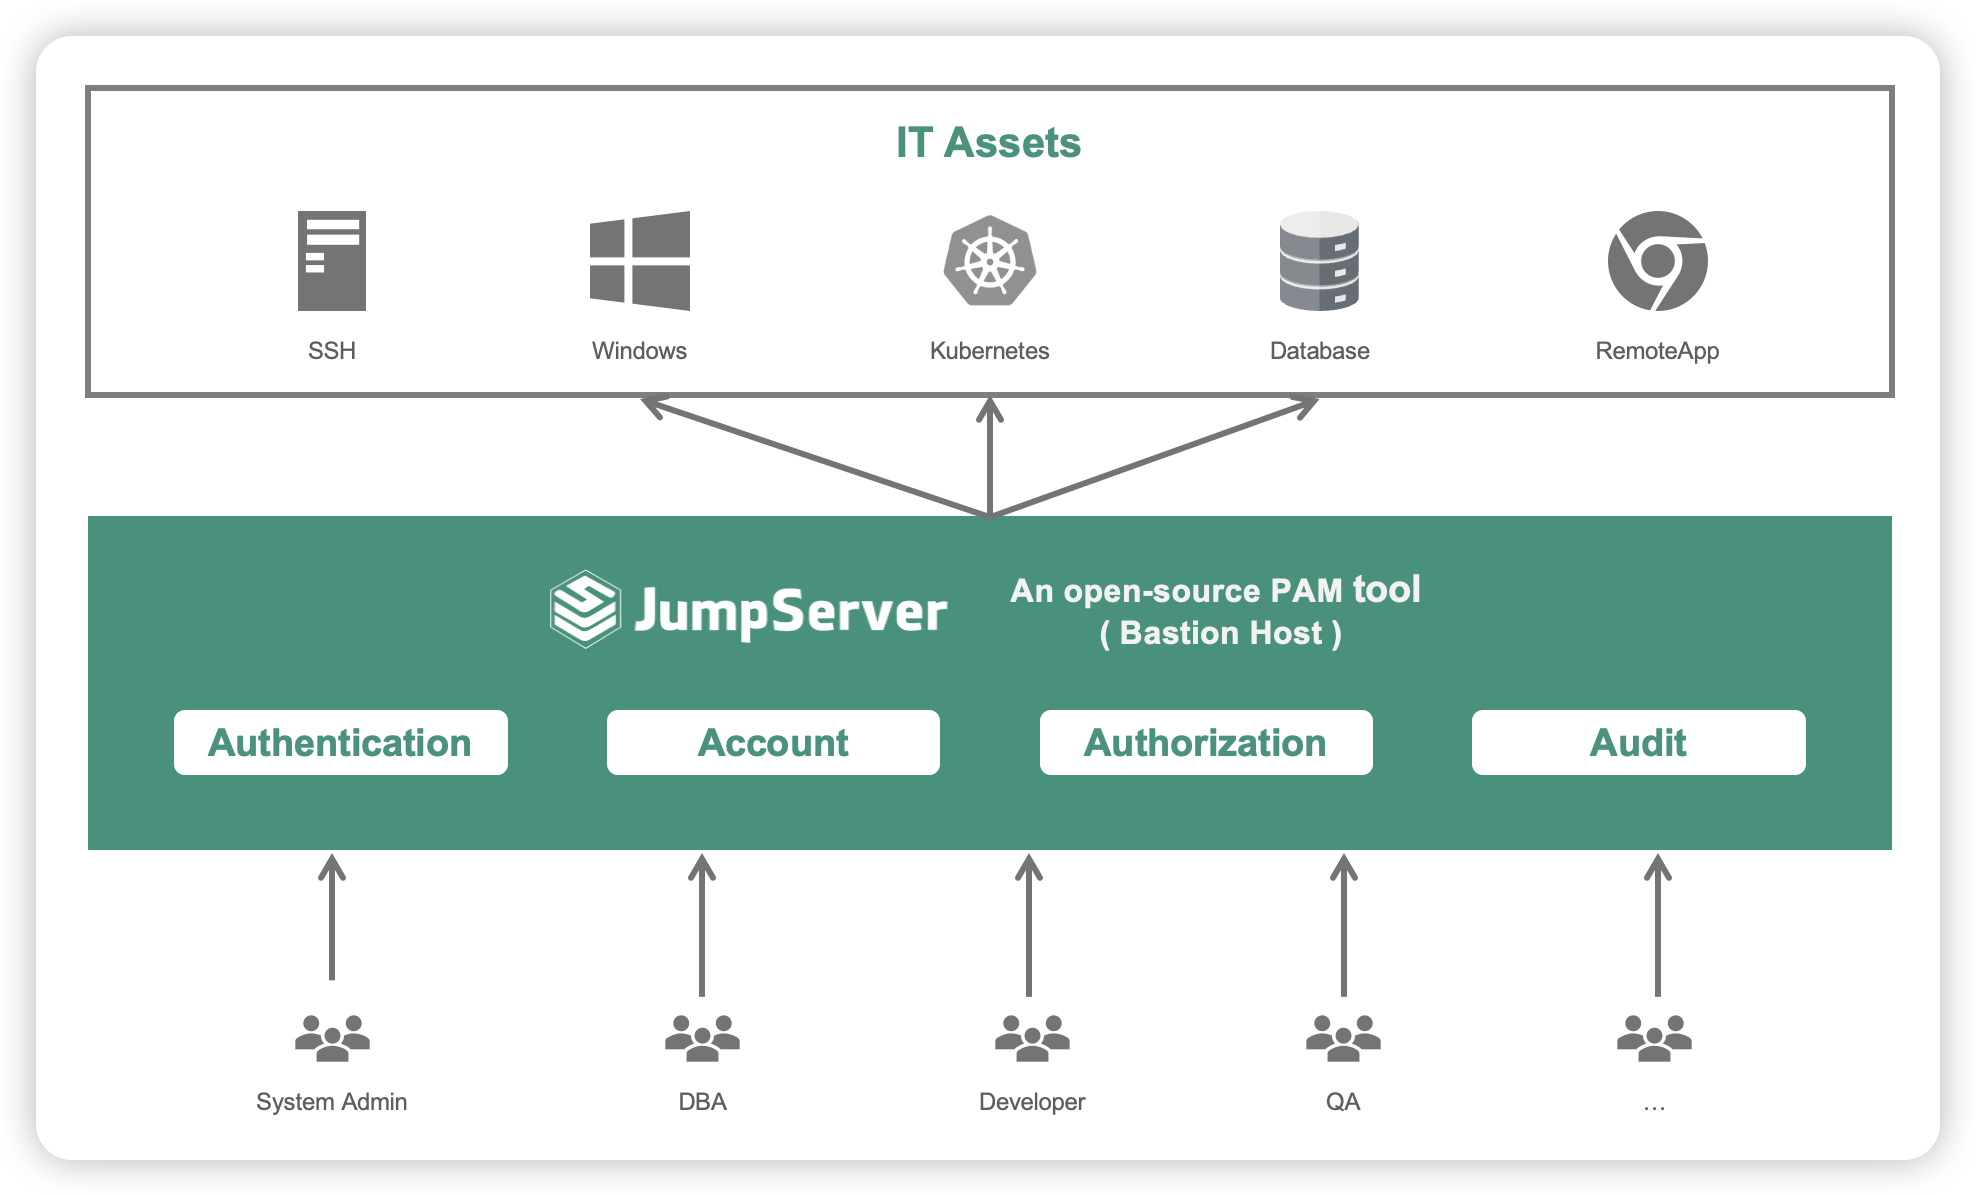 IT Assets
SSH
Windows
Kubernetes
Database
RemoteApp
JumpServer
An open-source PAM tool
( Bastion Host )
Authentication
Account
Authorization
Audit
System Admin
DBA
Developer
QA
...